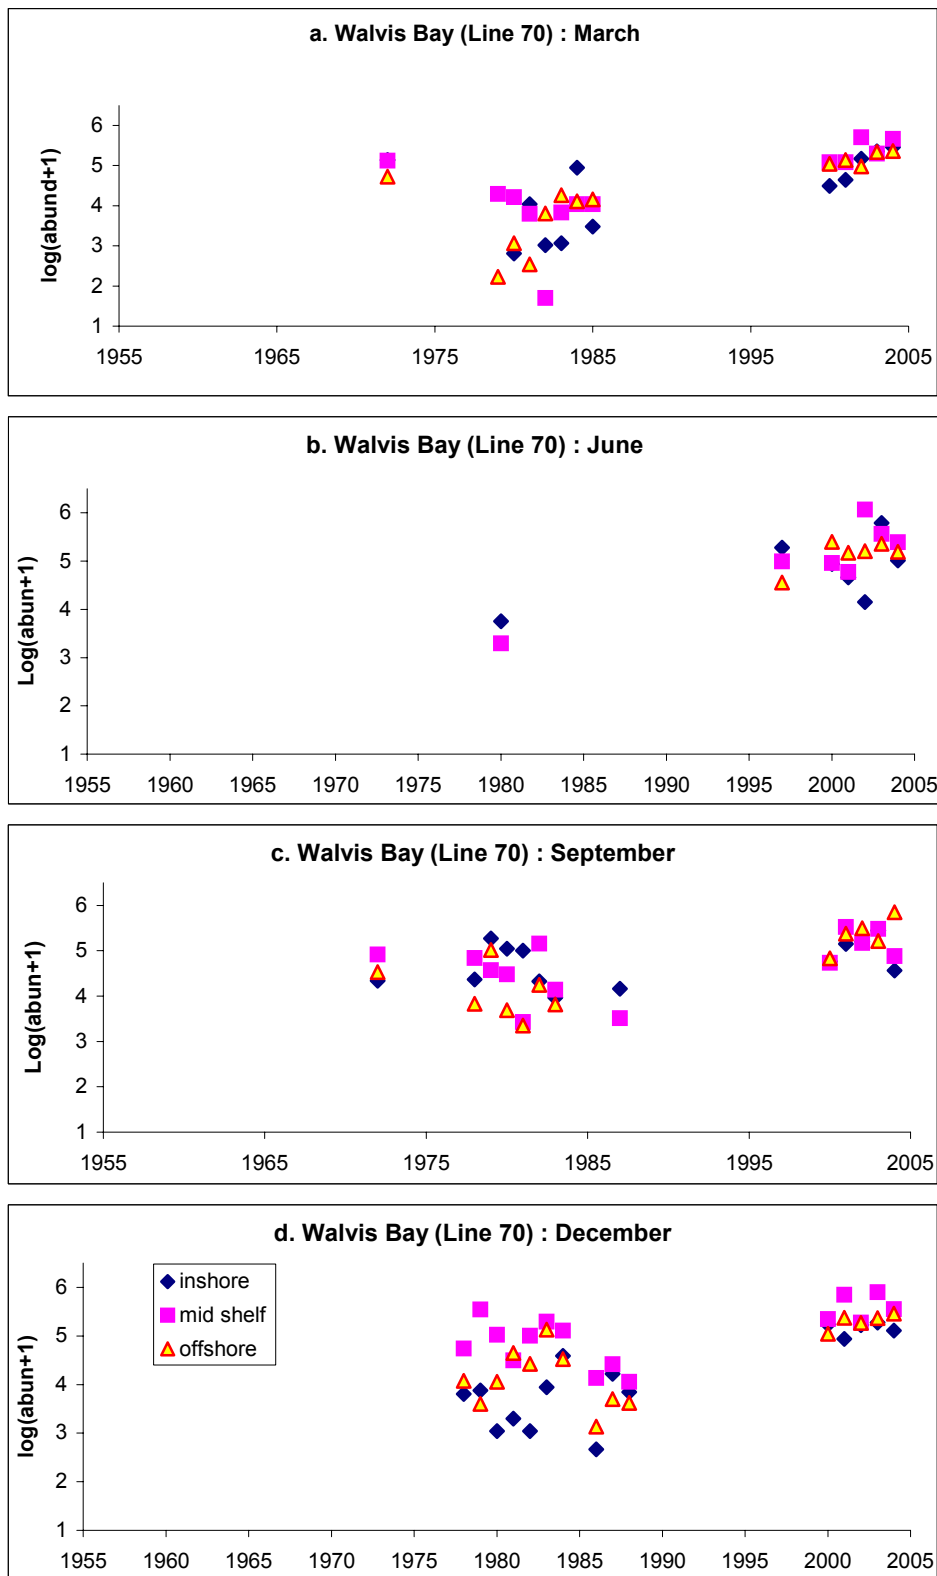 a. Walvis Bay (Line 70) : March
log(abund+1)
6
5
4
3
2
1
1955 1965 1975 1985 1995 2005
b. Walvis Bay (Line 70) : June
Log(abun+1)
6
5
4
3
2
1
1955 1960 1965 1970 1975 1980 1985 1990 1995 2000 2005
c. Walvis Bay (Line 70) : September
Log(abun+1)
6
5
4
3
2
1
1955 1965 1975 1985 1995 2005
d. Walvis Bay (Line 70) : December
log(abun+1)
6
5
4
3
2
1
inshore
mid shelf
offshore
1955 1960 1965 1970 1975 1980 1985 1990 1995 2000 2005